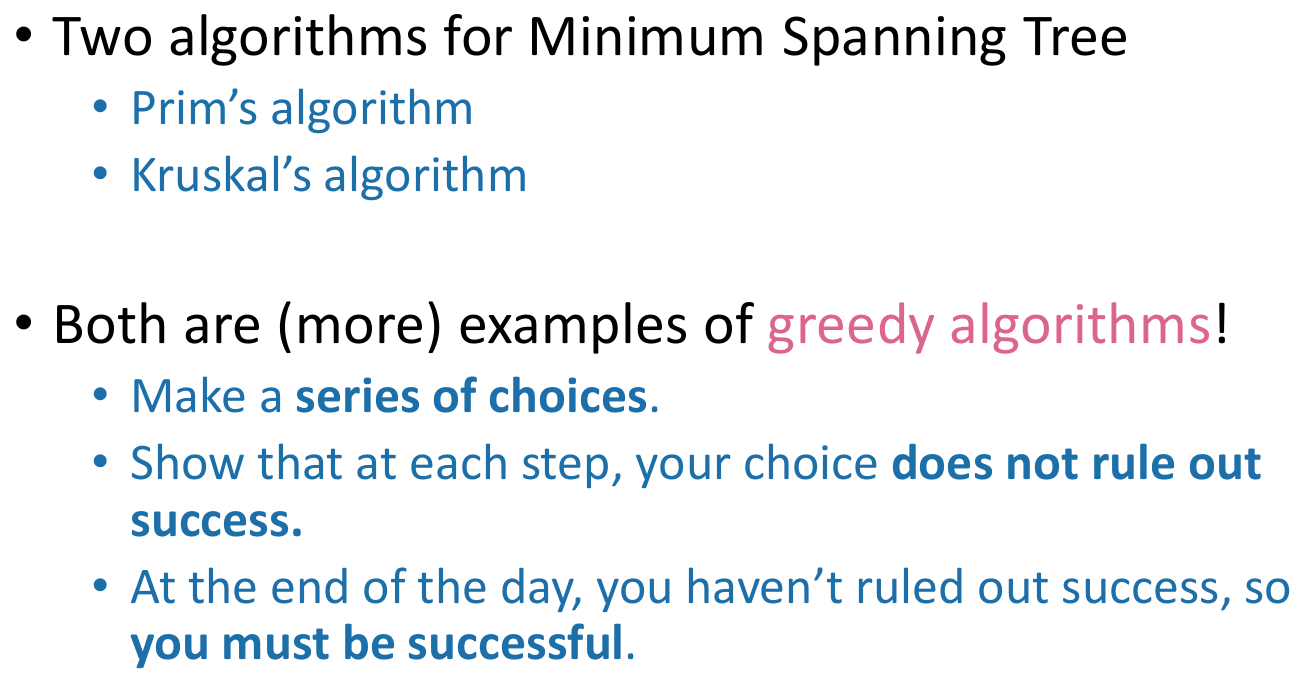 • Two algorithms for Minimum Spanning Tree
• Prim’s algorithm
• Kruskal’s algorithm
• Both are (more) examples of greedy algorithms!
• Make a series of choices.
• Show that at each step, your choice does not rule out
success.
• At the end of the day, you haven’t ruled out success, so
you must be successful.